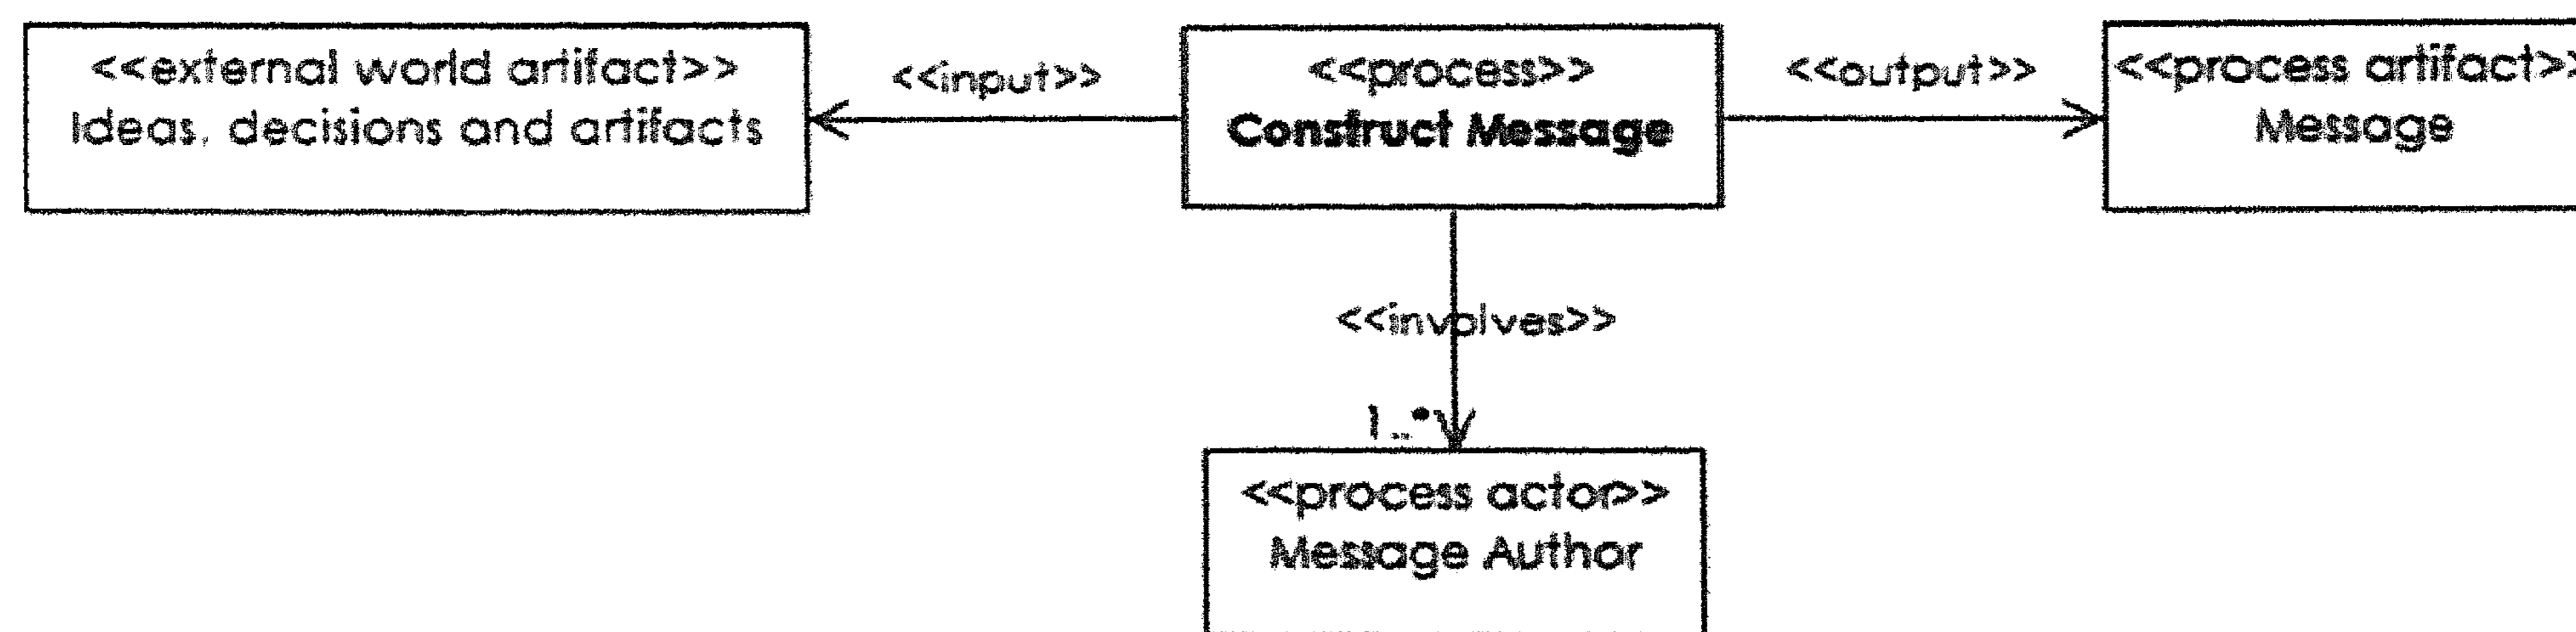 <<external world artifact>>
Ideas, decisions and artifacts
<<input>>
<<process>>
Construct Message
<<output>>
<<process artifact>>
Message
<<involves>>
1..*
<<process actor>>
Message Author